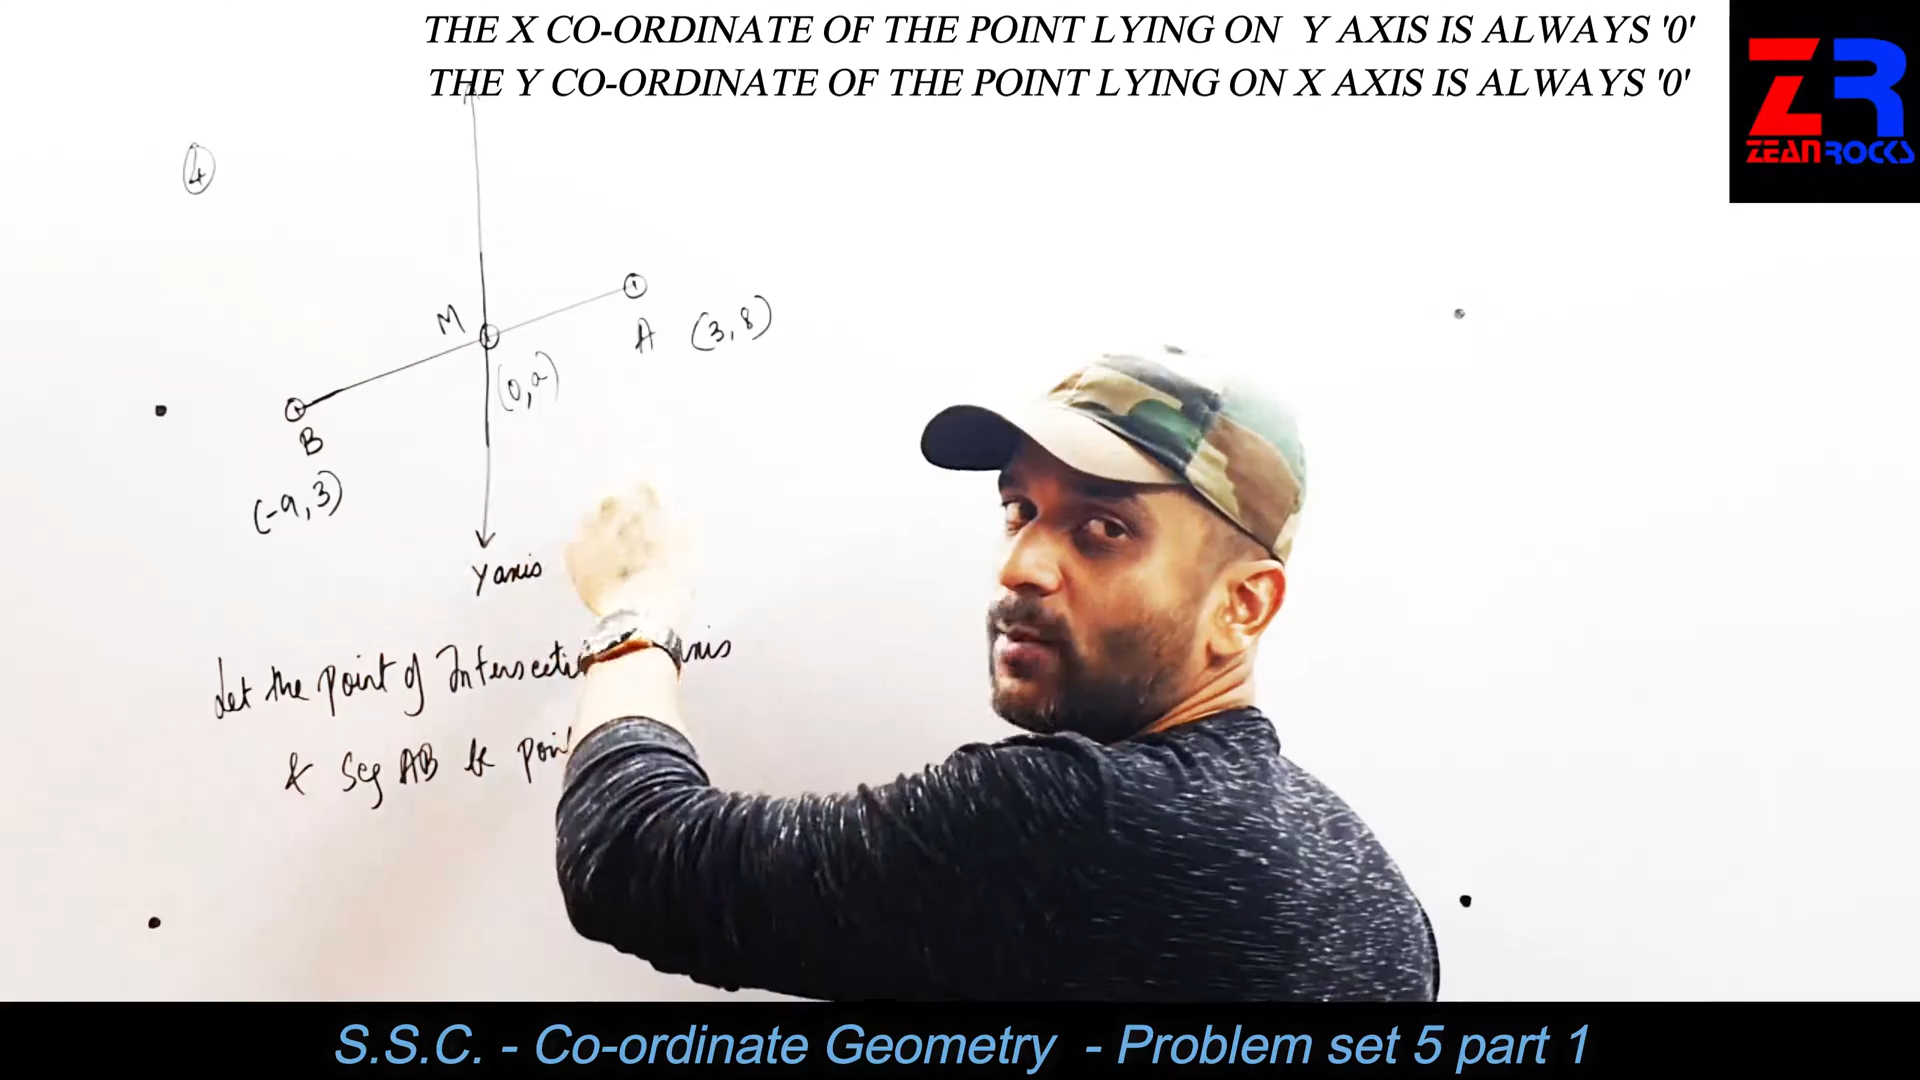 THE X CO-ORDINATE OF THE POINT LYING ON Y AXIS IS ALWAYS '0'
THE Y CO-ORDINATE OF THE POINT LYING ON X AXIS IS ALWAYS '0'
ZR
ZEAN ROCKS
4
M
A (3,8)
(0,a)
B
(-9,3)
Y axis
Let the point of Intersecti
& Seg AB be poin
S.S.C. - Co-ordinate Geometry - Problem set 5 part 1